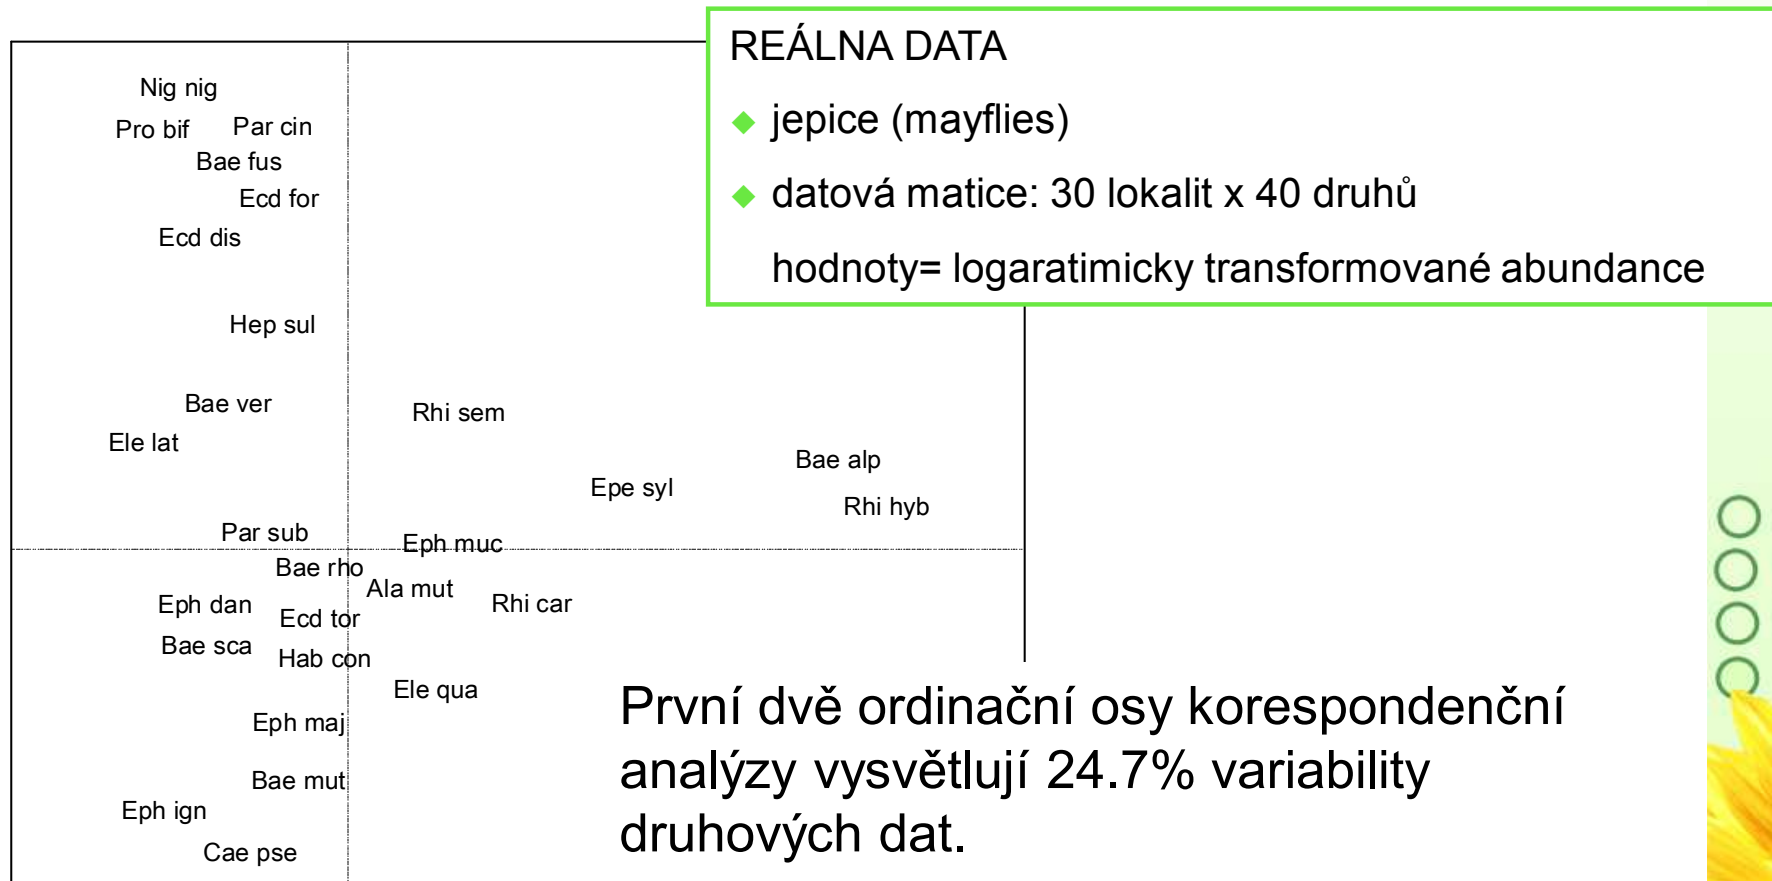 REÁLNA DATA
jepice (mayflies)
datová matice: 30 lokalit x 40 druhů
hodnoty= logaratimicky transformované abundance
Nig nig
Pro bif
Par cin
Bae fus
Ecd for
Ecd dis
Hep sul
Bae ver
Rhi sem
Ele lat
Bae alp
Epe syl
Rhi hyb
Par sub
Eph muc
Bae rho
Ala mut
Eph dan
Rhi car
Ecd tor
Bae sca
Hab con
Ele qua
Eph maj
Bae mut
Eph ign
Cae pse
První dvě ordinační osy korespondenční
analýzy vysvětlují 24.7% variability
druhových dat.